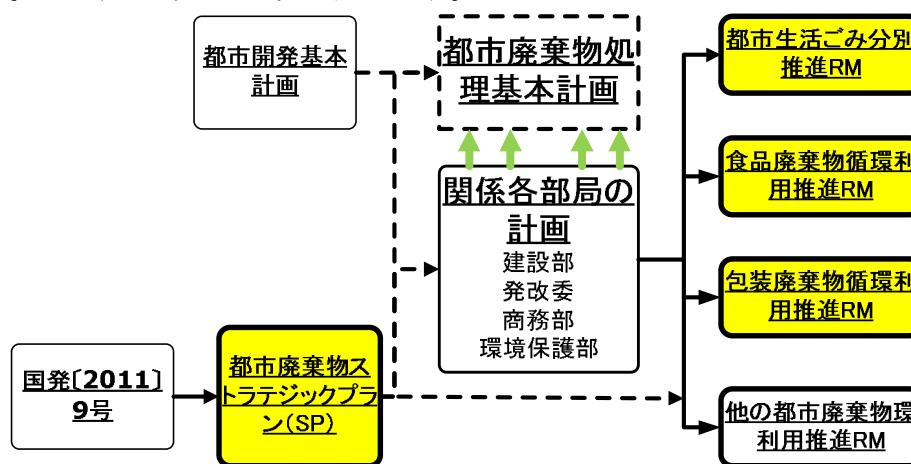 都市開発基本
計画
都市廃棄物処
理基本計画
都市生活ごみ分別
推進RM
食品廃棄物循環利
用推進RM
関係各部局の
計画
建設部
発改委
商務部
環境保護部
包装廃棄物循環利
用推進RM
国発〔2011〕
9号
都市廃棄物ス
トラテジックプラ
ン(SP)
他の都市廃棄物環
利用推進RM